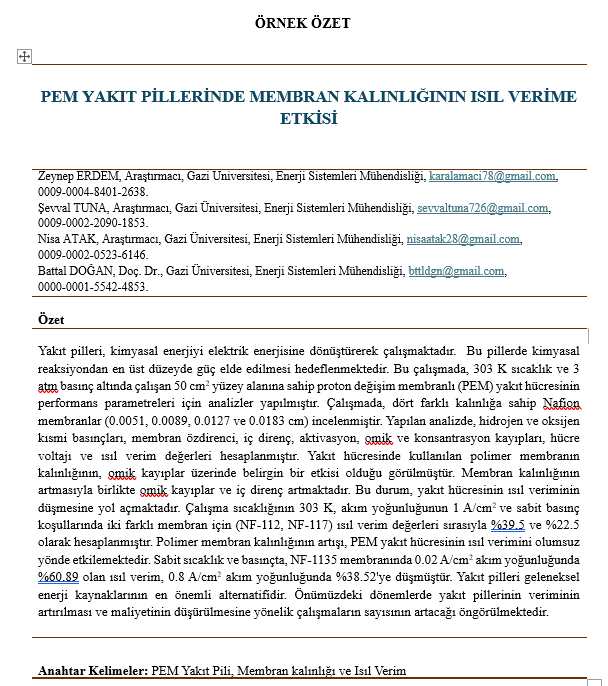 ÖRNEK ÖZET
PEM YAKIT PİLLERİNDE MEMBRAN KALINLIĞININ ISIL VERİME
ETKİSİ
Zeynep ERDEM, Araştırmacı, Gazi Üniversitesi, Enerji Sistemleri Mühendisliği, karalamaci78@gmail.com,
0009-0004-8401-2638.
Şevval TUNA, Araştırmacı, Gazi Üniversitesi, Enerji Sistemleri Mühendisliği, sevvaltuna726@gmail.com,
0009-0002-2090-1853.
Nisa ATAK, Araştırmacı, Gazi Üniversitesi, Enerji Sistemleri Mühendisliği, nisaatak28@gmail.com,
0009-0002-0523-6146.
Battal DOĞAN, Doç. Dr., Gazi Üniversitesi, Enerji Sistemleri Mühendisliği, bttldgn@gmail.com,
0000-0001-5542-4853.
Özet
Yakıt pilleri, kimyasal enerjiyi elektrik enerjisine dönüştürerek çalışmaktadır. Bu pillerde kimyasal
reaksiyondan en üst düzeyde güç elde edilmesi hedeflenmektedir. Bu çalışmada, 303 K sıcaklık ve 3
atm basınç altında çalışan 50 cm² yüzey alanına sahip proton değişim membranlı (PEM) yakıt hücresinin
performans parametreleri için analizler yapılmıştır. Çalışmada, dört farklı kalınlığa sahip Nafion
membranlar (0.0051, 0.0089, 0.0127 ve 0.0183 cm) incelenmiştir. Yapılan analizde, hidrojen ve oksijen
kısmi basınçları, membran özdirenci, iç direnç, aktivasyon, omik ve konsantrasyon kayıpları, hücre
voltajı ve ısıl verim değerleri hesaplanmıştır. Yakıt hücresinde kullanılan polimer membranın
kalınlığının, omik kayıplar üzerinde belirgin bir etkisi olduğu görülmüştür. Membran kalınlığının
artmasıyla birlikte omik kayıplar ve iç direnç artmaktadır. Bu durum, yakıt hücresinin ısıl veriminin
düşmesine yol açmaktadır. Çalışma sıcaklığının 303 K, akım yoğunluğunun 1 A/cm² ve sabit basınç
koşullarında iki farklı membran için (NF-112, NF-117) ısıl verim değerleri sırasıyla %39.5 ve %22.5
olarak hesaplanmıştır. Polimer membran kalınlığının artışı, PEM yakıt hücresinin ısıl verimini olumsuz
yönde etkilemektedir. Sabit sıcaklık ve basınçta, NF-1135 membranında 0.02 A/cm² akım yoğunluğunda
%60.89 olan ısıl verim, 0.8 A/cm² akım yoğunluğunda %38.52'ye düşmüştür. Yakıt pilleri geleneksel
enerji kaynaklarının en önemli alternatifidir. Önümüzdeki dönemlerde yakıt pillerinin veriminin
artırılması ve maliyetinin düşürülmesine yönelik çalışmaların sayısının artacağı öngörülmektedir.
Anahtar Kelimeler: PEM Yakıt Pili, Membran kalınlığı ve Isıl Verim